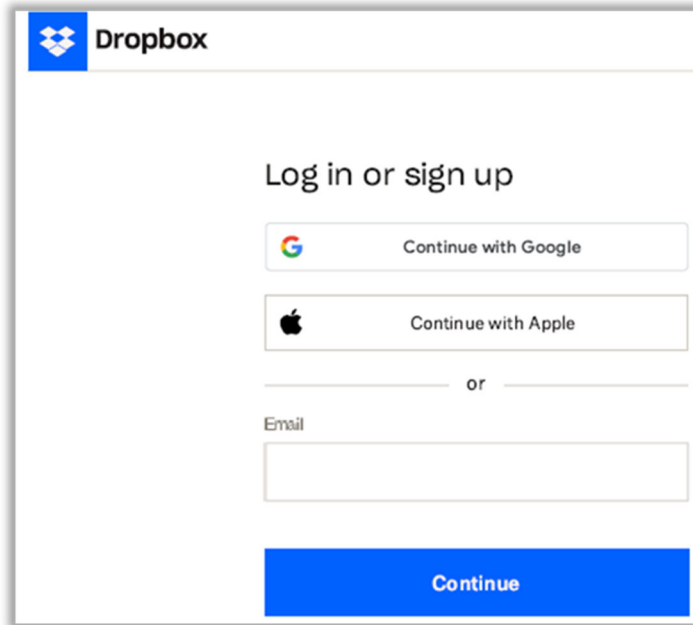 Dropbox
Log in or sign up
Continue with Google
Continue with Apple
or
Email
Continue